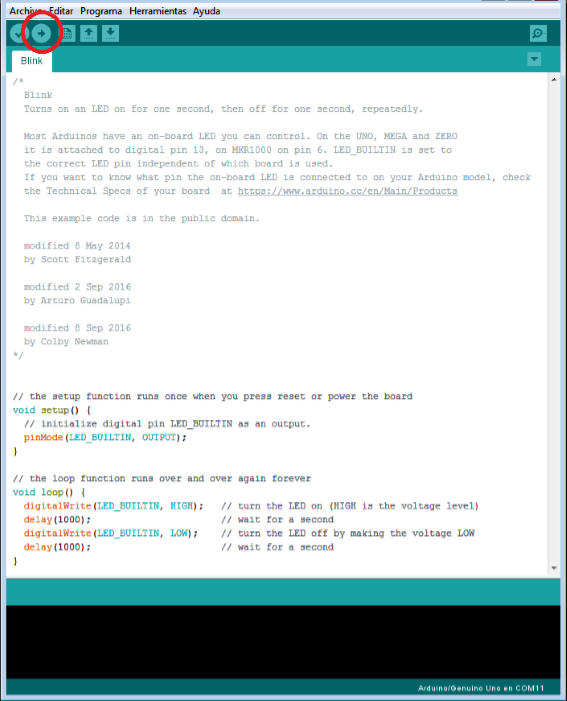 Archivo Editar Programa Herramientas Ayuda
Blink
/*
  Blink
  Turns on an LED on for one second, then off for one second, repeatedly.

  Most Arduinos have an on-board LED you can control. On the UNO, MEGA and ZERO
  it is attached to digital pin 13, on MKR1000 on pin 6. LED_BUILTIN is set to
  the correct LED pin independent of which board is used.
  If you want to know what pin the on-board LED is connected to on your Arduino model, check
  the Technical Specs of your board  at https://www.arduino.cc/en/Main/Products

  This example code is in the public domain.

  modified 8 May 2014
  by Scott Fitzgerald

  modified 2 Sep 2016
  by Arturo Guadalupi

  modified 8 Sep 2016
  by Colby Newman
*/

// the setup function runs once when you press reset or power the board
void setup() {
  // initialize digital pin LED_BUILTIN as an output.
  pinMode(LED_BUILTIN, OUTPUT);
}

// the loop function runs over and over again forever
void loop() {
  digitalWrite(LED_BUILTIN, HIGH);   // turn the LED on (HIGH is the voltage level)
  delay(1000);                       // wait for a second
  digitalWrite(LED_BUILTIN, LOW);    // turn the LED off by making the voltage LOW
  delay(1000);                       // wait for a second
}
Arduino/Genuino Uno en COM11